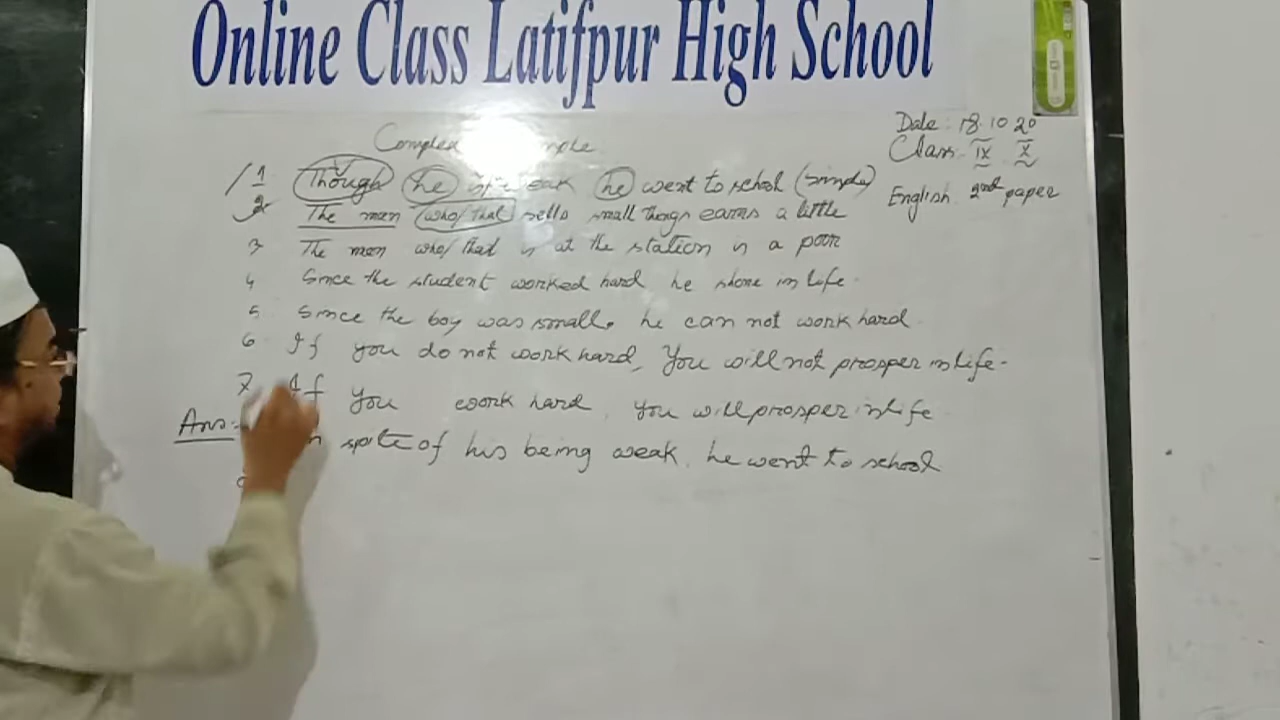 Online Class Latifpur High School
Date: 18.10.20
Class: IX X
English 2nd paper
Complex
1 Though he weak he went to school (simple)
2 The man who/that sells small things earns a little
3 The man who/that is at the station is a poor
4 Since the student worked hard he shone in life.
5 Since the boy was small, he can not work hard
6 If you do not work hard, You will not prosper in life.
7 If You work hard, you will prosper in life
Ans:- In spite of his being weak, he went to school